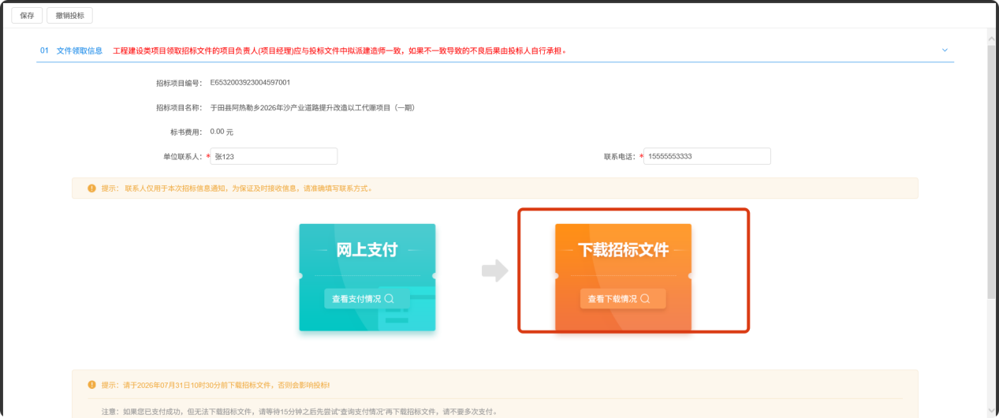 保存 撤销投标
01 文件领取信息 工程建设类项目领取招标文件的项目负责人(项目经理)应与投标文件中拟派建造师一致，如果不一致导致的不良后果由投标人自行承担。
招标项目编号： E6532003923004597001
招标项目名称： 于田县阿热勒乡2026年沙产业道路提升改造以工代赈项目（一期）
标书费用： 0.00 元
单位联系人：* 张123 联系电话：* 15555553333
提示： 联系人仅用于本次招标信息通知，为保证及时接收信息，请准确填写联系方式。
网上支付 下载招标文件
查看支付情况 查看下载情况
提示：请于2026年07月31日10时30分前下载招标文件，否则会影响投标!
注意：如果您已支付成功，但无法下载招标文件，请等待15分钟之后先尝试“查询支付情况”再下载招标文件，请不要多次支付。